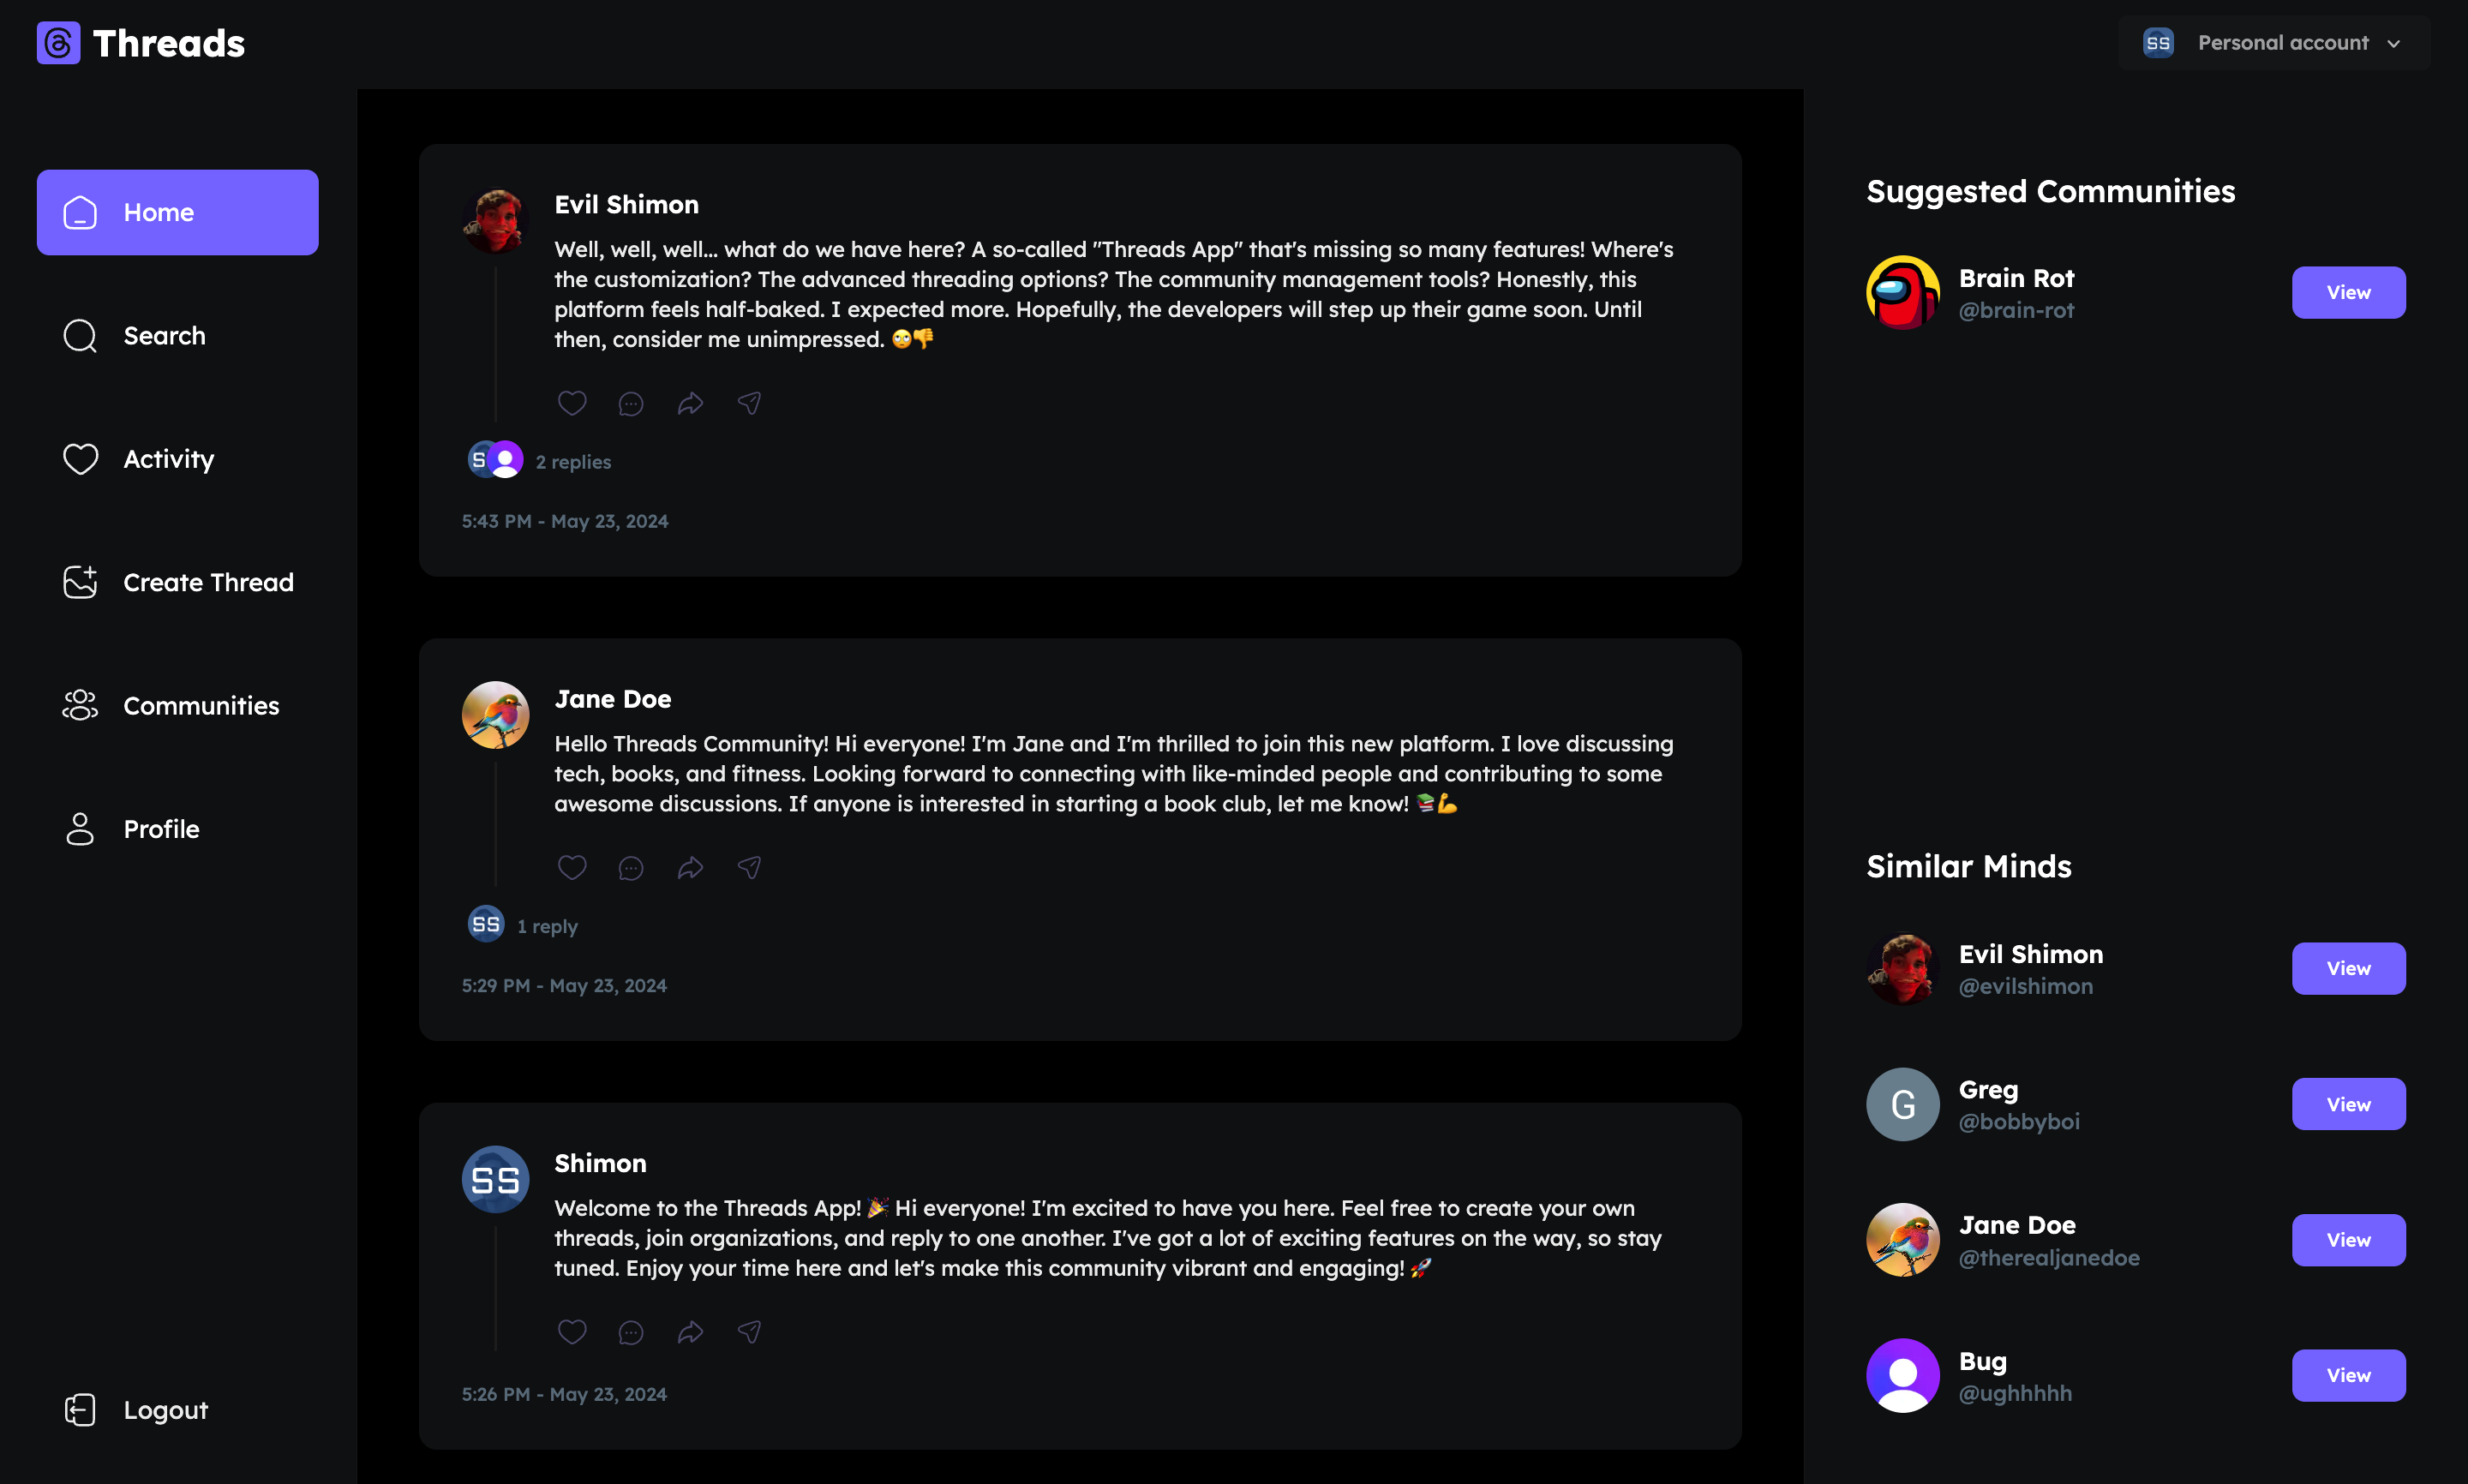 Threads
SS
Personal account
Home
Search
Activity
Create Thread
Communities
Profile
Logout
Evil Shimon
Well, well, well... what do we have here? A so-called "Threads App" that's missing so many features! Where's
the customization? The advanced threading options? The community management tools? Honestly, this
platform feels half-baked. I expected more. Hopefully, the developers will step up their game soon. Until
then, consider me unimpressed. 🙄👎
S
2 replies
5:43 PM - May 23, 2024
Jane Doe
Hello Threads Community! Hi everyone! I'm Jane and I'm thrilled to join this new platform. I love discussing
tech, books, and fitness. Looking forward to connecting with like-minded people and contributing to some
awesome discussions. If anyone is interested in starting a book club, let me know! 📚💪
SS
1 reply
5:29 PM - May 23, 2024
SS
Shimon
Welcome to the Threads App! 🎉 Hi everyone! I'm excited to have you here. Feel free to create your own
threads, join organizations, and reply to one another. I've got a lot of exciting features on the way, so stay
tuned. Enjoy your time here and let's make this community vibrant and engaging! 🚀
5:26 PM - May 23, 2024
Suggested Communities
Brain Rot
@brain-rot
View
Similar Minds
Evil Shimon
@evilshimon
View
G
Greg
@bobbyboi
View
Jane Doe
@therealjanedoe
View
Bug
@ughhhhh
View